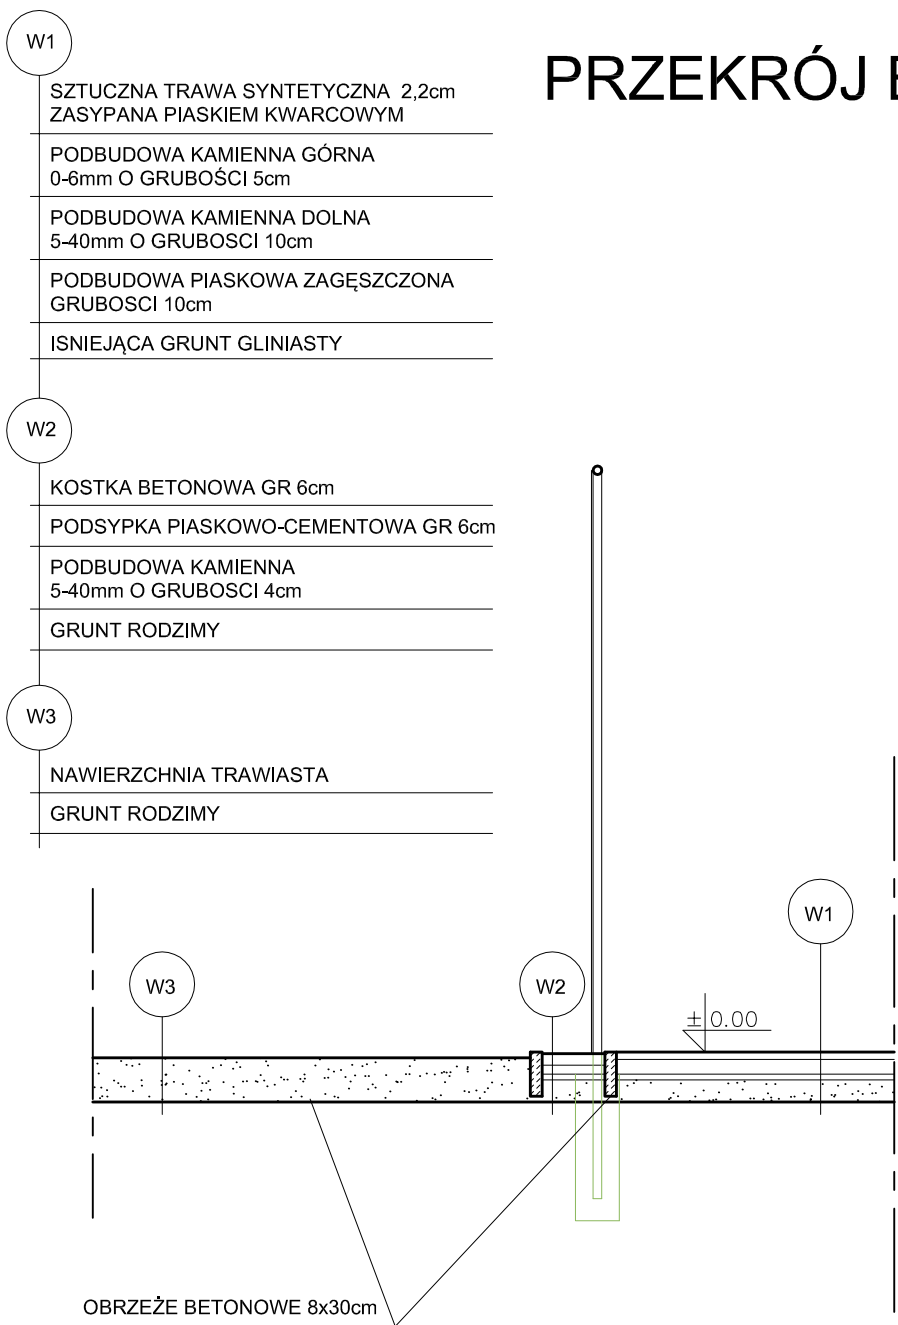 W1
PRZEKRÓJ
SZTUCZNA TRAWA SYNTETYCZNA 2,2cm
ZASYPANA PIASKIEM KWARCOWYM
PODBUDOWA KAMIENNA GÓRNA
0-6mm O GRUBOŚCI 5cm
PODBUDOWA KAMIENNA DOLNA
5-40mm O GRUBOSCI 10cm
PODBUDOWA PIASKOWA ZAGĘSZCZONA
GRUBOSCI 10cm
ISNIEJĄCA GRUNT GLINIASTY
W2
KOSTKA BETONOWA GR 6cm
PODSYPKA PIASKOWO-CEMENTOWA GR 6cm
PODBUDOWA KAMIENNA
5-40mm O GRUBOSCI 4cm
GRUNT RODZIMY
W3
NAWIERZCHNIA TRAWIASTA
GRUNT RODZIMY
W1
W3
W2
±0.00
OBRZEŻE BETONOWE 8x30cm